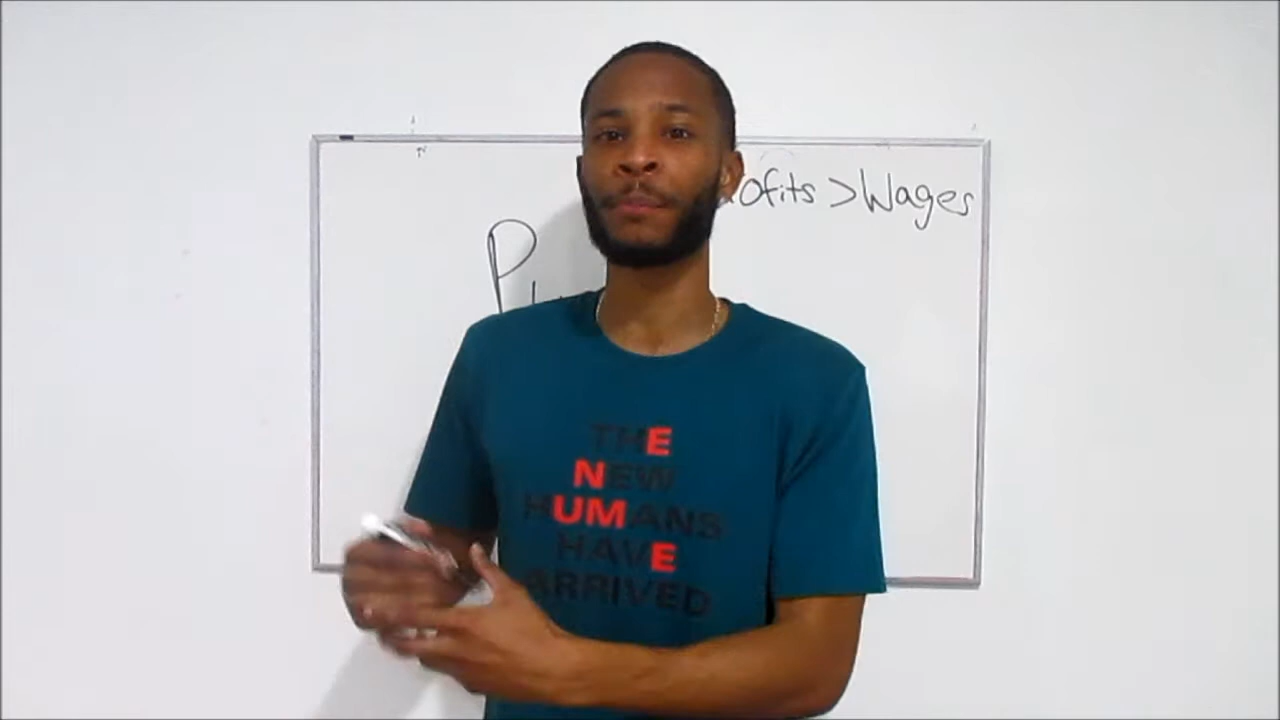 ofits > Wages
P
THE
NEW
HUMANS
HAVE
ARRIVED